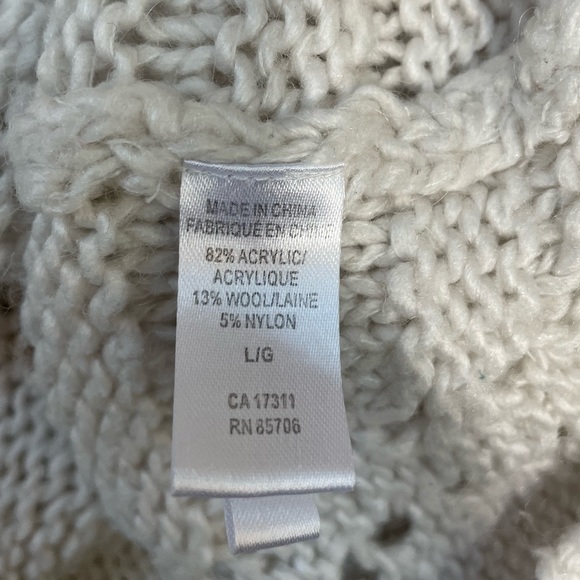 MADE IN CHINA
FABRIQUE EN CHINE
82% ACRYLIC/
ACRYLIQUE
13% WOOL/LAINE
5% NYLON
L/G
CA 17311
RN 85706